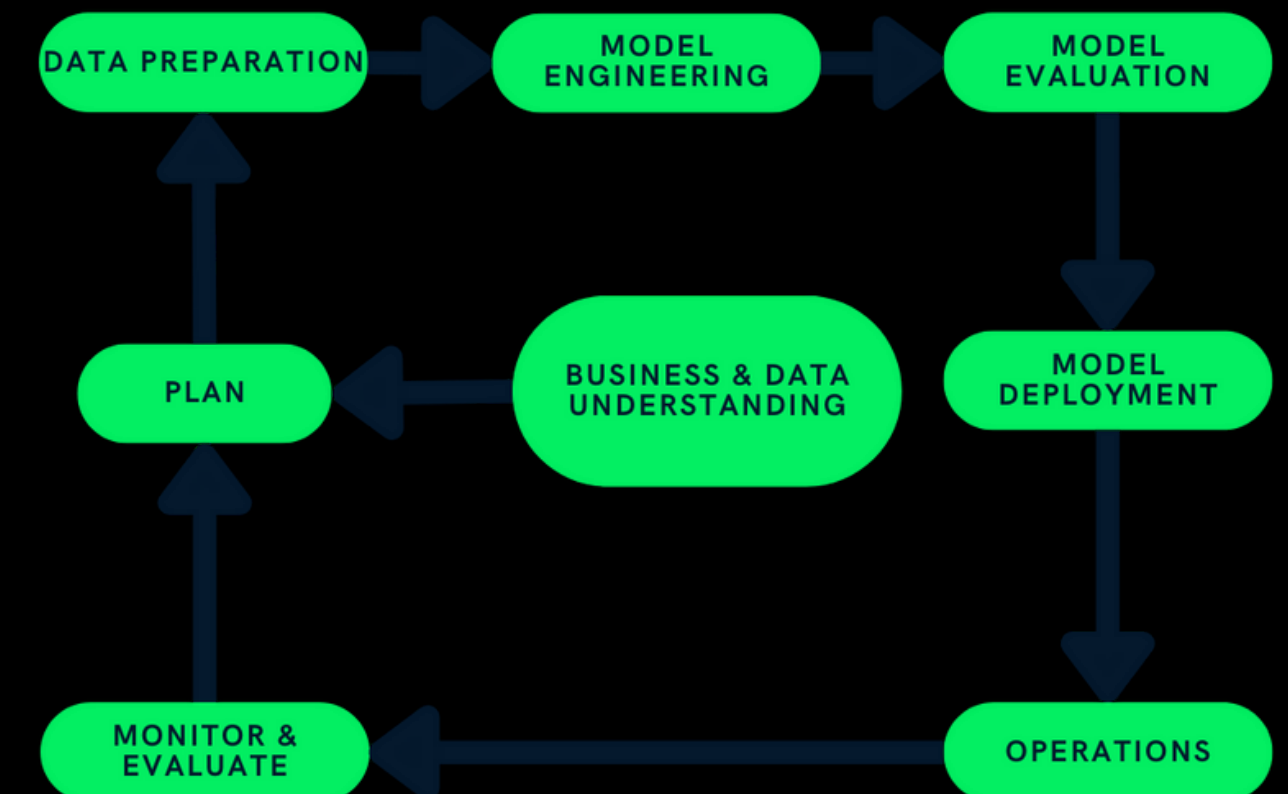 DATA PREPARATION
MODEL
ENGINEERING
MODEL
EVALUATION
PLAN
BUSINESS & DATA
UNDERSTANDING
MODEL
DEPLOYMENT
MONITOR &
EVALUATE
OPERATIONS